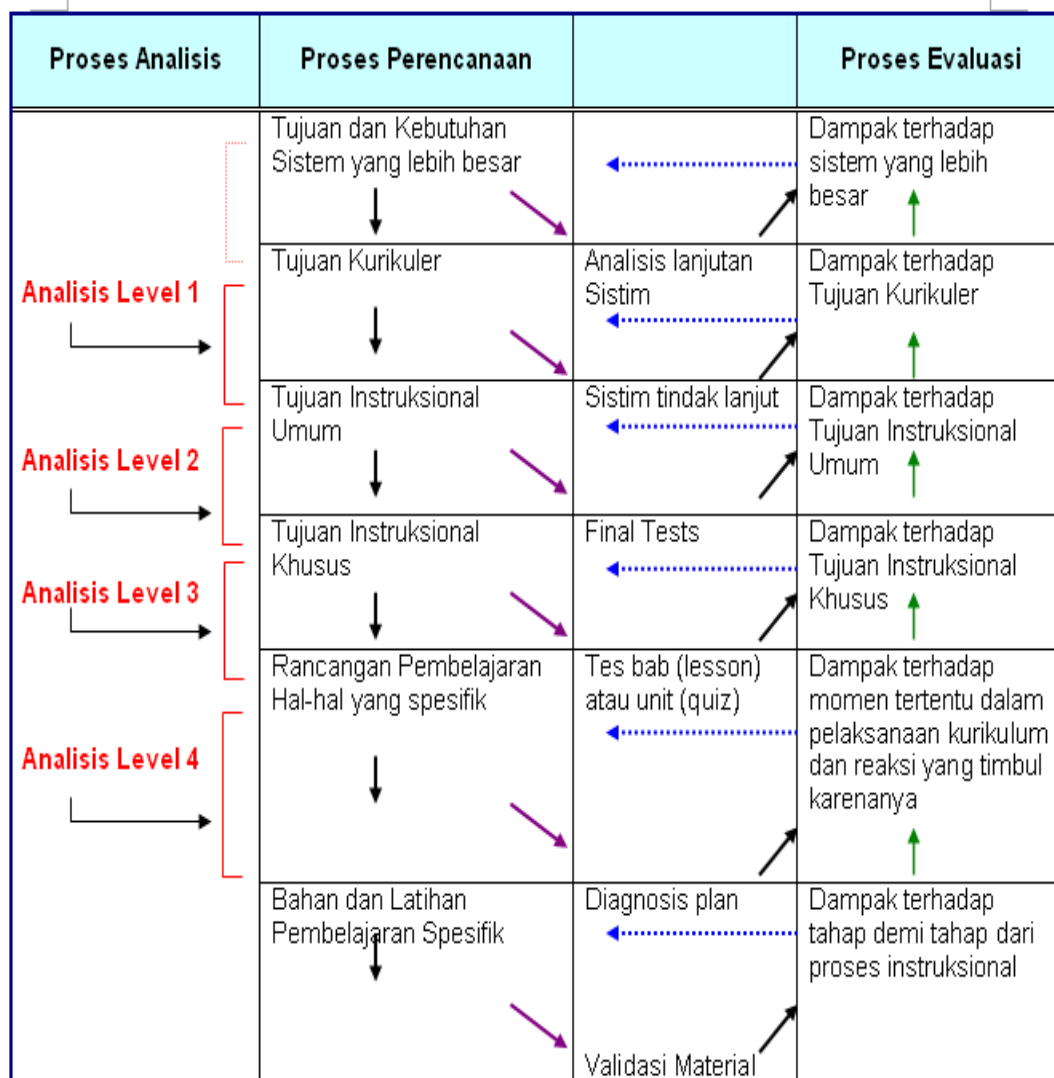 Proses Analisis
Proses Perencanaan
Proses Evaluasi
Tujuan dan Kebutuhan
Sistem yang lebih besar
Dampak terhadap
sistem yang lebih
besar
Analisis Level 1
Tujuan Kurikuler
Analisis lanjutan
Sistim
Dampak terhadap
Tujuan Kurikuler
Analisis Level 2
Tujuan Instruksional
Umum
Sistim tindak lanjut
Dampak terhadap
Tujuan Instruksional
Umum
Analisis Level 3
Tujuan Instruksional
Khusus
Final Tests
Dampak terhadap
Tujuan Instruksional
Khusus
Analisis Level 4
Rancangan Pembelajaran
Hal-hal yang spesifik
Tes bab (lesson)
atau unit (quiz)
Dampak terhadap
momen tertentu dalam
pelaksanaan kurikulum
dan reaksi yang timbul
karenanya
Bahan dan Latihan
Pembelajaran Spesifik
Diagnosis plan
Validasi Material
Dampak terhadap
tahap demi tahap dari
proses instruksional